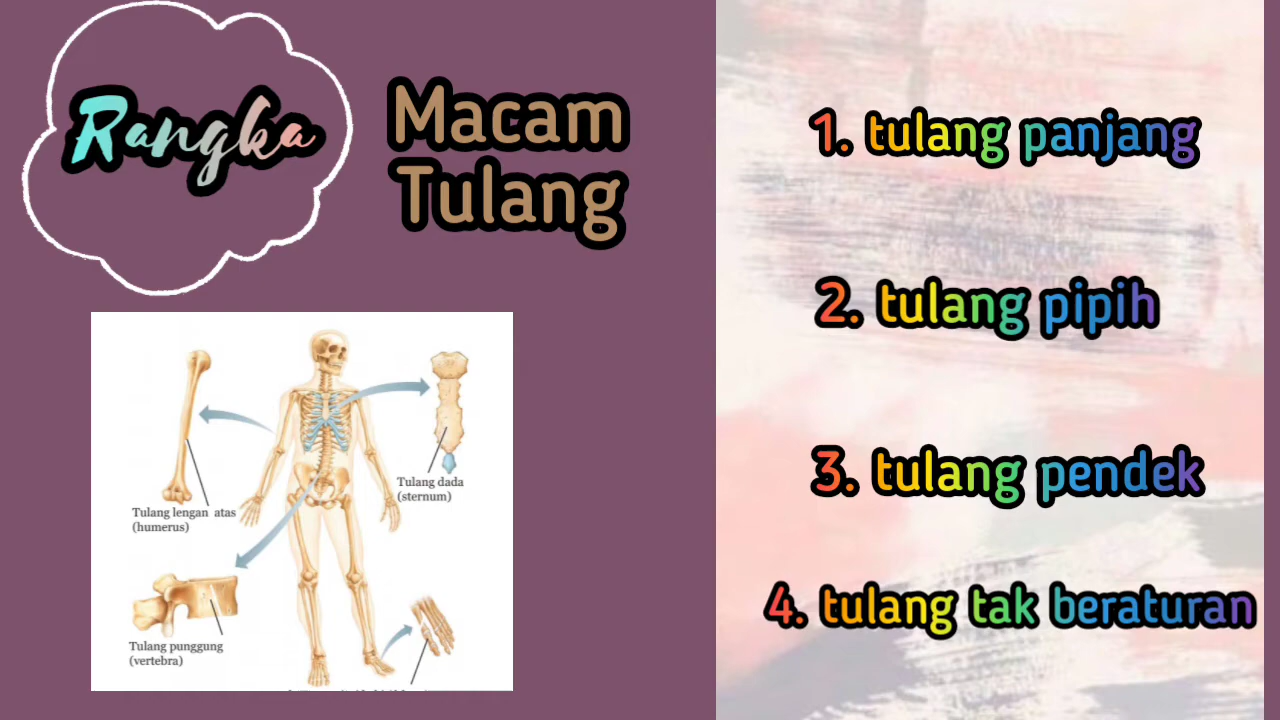 Rangka
Macam
Tulang
Tulang lengan atas
(humerus)
Tulang dada
(sternum)
Tulang punggung
(vertebra)
1. tulang panjang
2. tulang pipih
3. tulang pendek
4. tulang tak beraturan